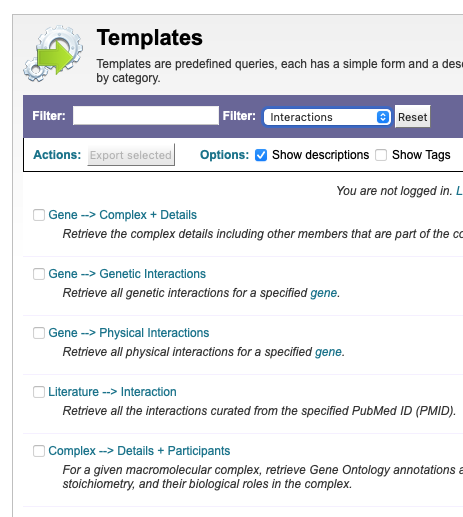 Templates
Templates are predefined queries, each has a simple form and a
by category.
Filter: Filter: Interactions Reset
Actions: Export selected Options: Show descriptions Show Tags
You are not logged in. L
Gene --> Complex + Details
Retrieve the complex details including other members that are part of the
Gene --> Genetic Interactions
Retrieve all genetic interactions for a specified gene.
Gene --> Physical Interactions
Retrieve all physical interactions for a specified gene.
Literature --> Interaction
Retrieve all the interactions curated from the specified PubMed ID (PMID).
Complex --> Details + Participants
For a given macromolecular complex, retrieve Gene Ontology annotations
stoichiometry, and their biological roles in the complex.